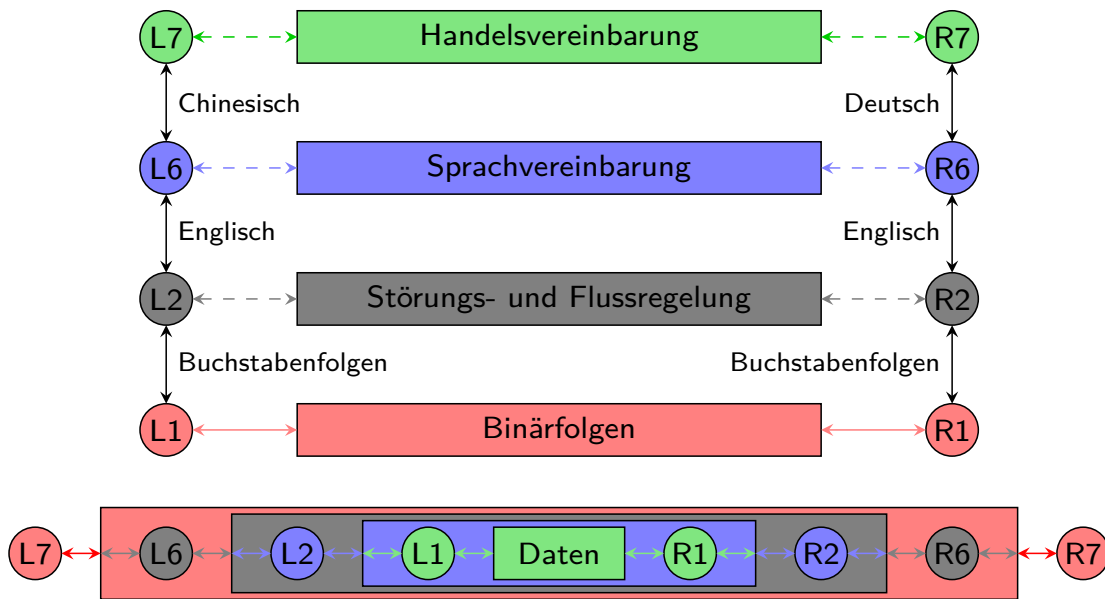 L7 Handelsvereinbarung R7
Chinesisch Deutsch
L6 Sprachvereinbarung R6
Englisch Englisch
L2 Störungs- und Flussregelung R2
Buchstabenfolgen Buchstabenfolgen
L1 Binärfolgen R1
L7 L6 L2 L1 Daten R1 R2 R6 R7